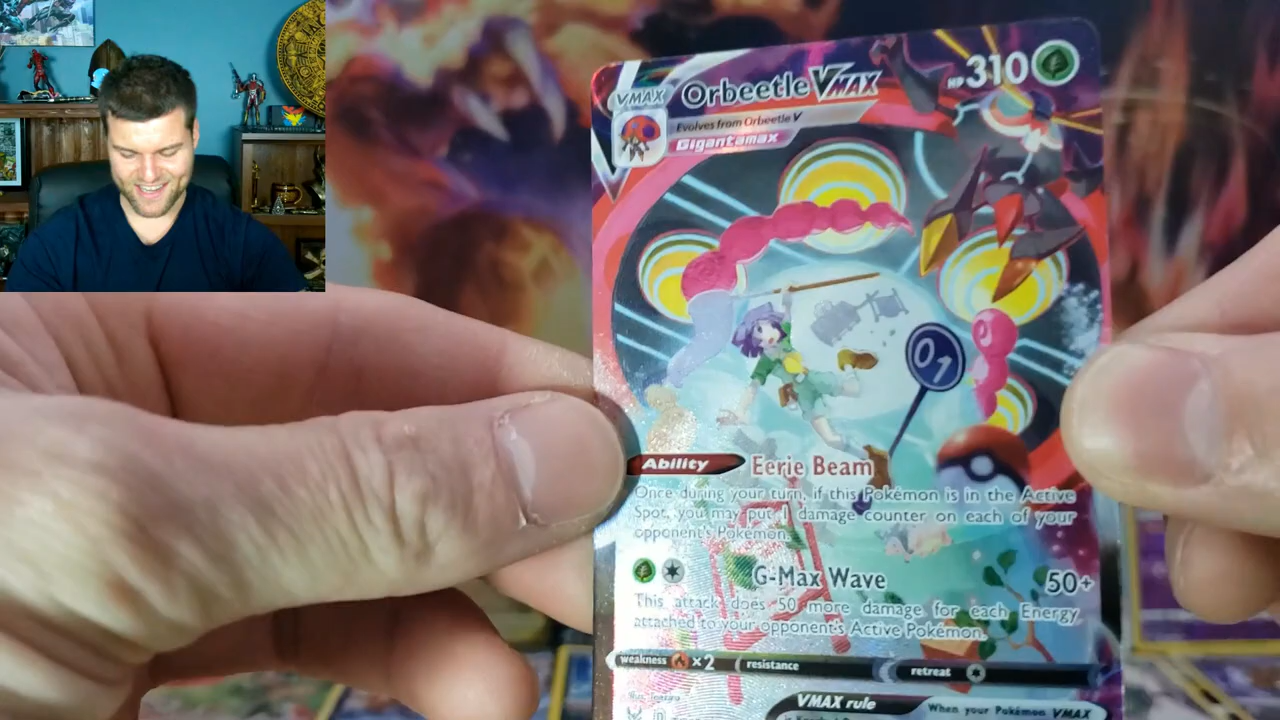 VMAX Orbeetle VMAX HP 310
Evolves from Orbeetle V
Gigantamax
01
Ability Eerie Beam
Once during your turn, if this Pokémon is in the Active
Spot, you may put 1 damage counter on each of your
opponent's Pokémon.
G-Max Wave 50+
This attack does 50 more damage for each Energy
attached to your opponent's Active Pokémon.
weakness ×2 resistance retreat
VMAX rule When your Pokémon VMAX